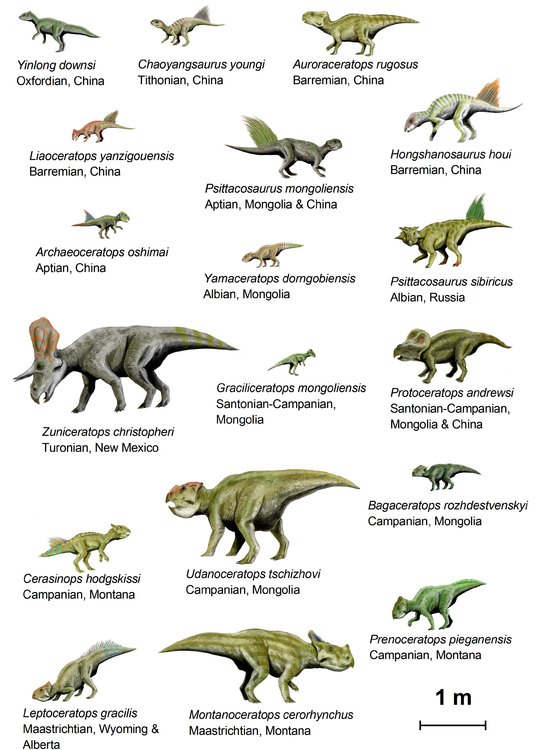 Yinlong downsi
Oxfordian, China
Chaoyangsaurus youngi
Tithonian, China
Auroraceratops rugosus
Barremian, China
Liaoceratops yanzigouensis
Barremian, China
Psittacosaurus mongoliensis
Aptian, Mongolia & China
Hongshanosaurus houi
Barremian, China
Archaeoceratops oshimai
Aptian, China
Yamaceratops dorngobiensis
Albian, Mongolia
Psittacosaurus sibiricus
Albian, Russia
Zuniceratops christopheri
Turonian, New Mexico
Graciliceratops mongoliensis
Santonian-Campanian,
Mongolia
Protoceratops andrewsi
Santonian-Campanian,
Mongolia & China
Bagaceratops rozhdestvenskyi
Campanian, Mongolia
Cerasinops hodgskissi
Campanian, Montana
Udanoceratops tschizhovi
Campanian, Mongolia
Prenoceratops pieganensis
Campanian, Montana
Leptoceratops gracilis
Maastrichtian, Wyoming &
Alberta
Montanoceratops cerorhynchus
Maastrichtian, Montana
1 m